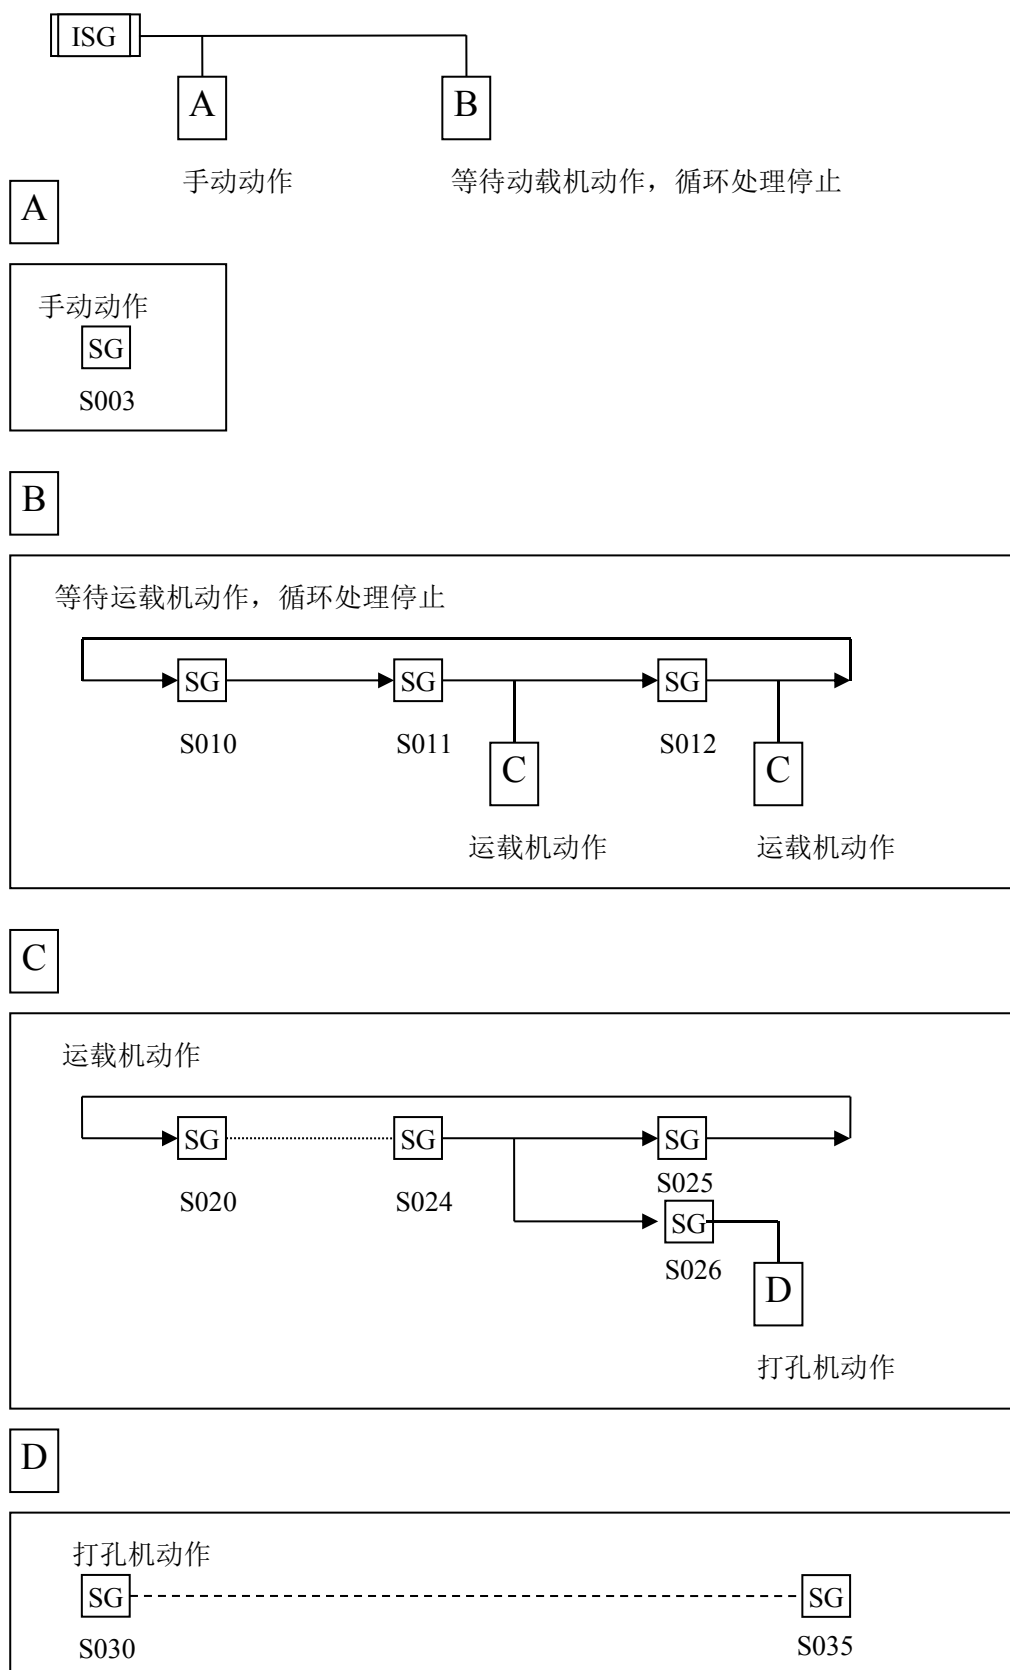 ISG
A
B
手动动作
等待动载机动作，循环处理停止
A
手动动作
SG
S003
B
等待运载机动作，循环处理停止
SG
SG
SG
S010
S011
S012
C
C
运载机动作
运载机动作
C
运载机动作
SG
SG
SG
S020
S024
S025
SG
S026
D
打孔机动作
D
打孔机动作
SG
SG
S030
S035